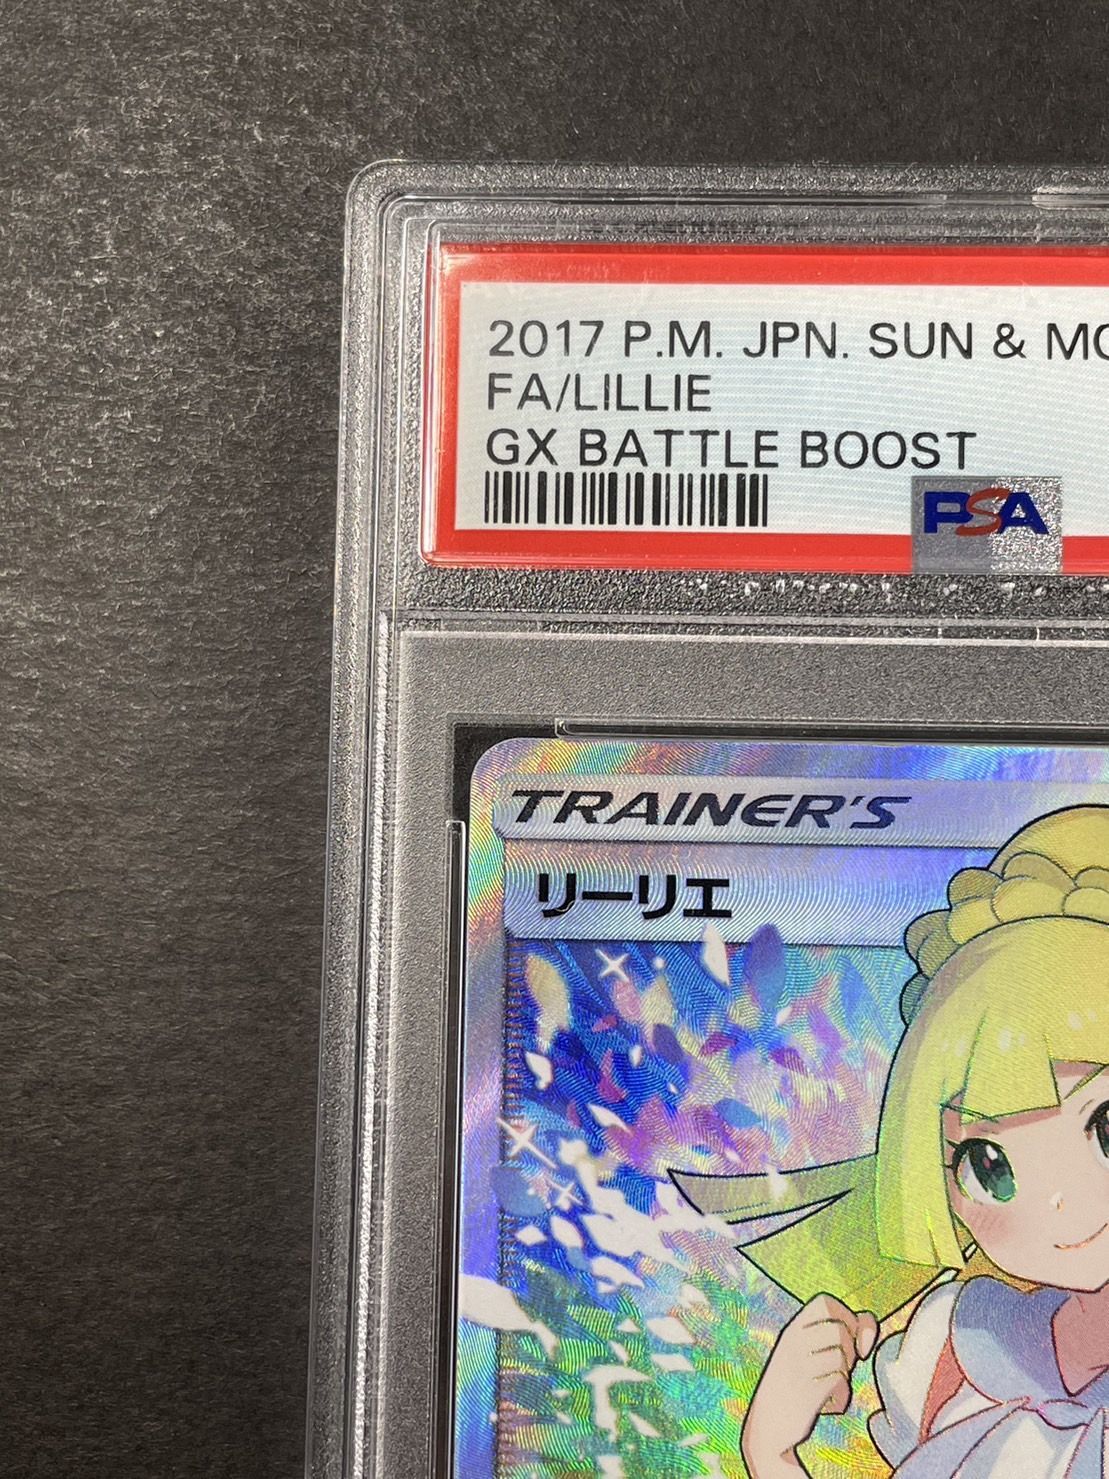 2017 P.M. JPN. SUN & MO
FA/LILLIE
GX BATTLE BOOST
PSA
TRAINER'S
リーリエ